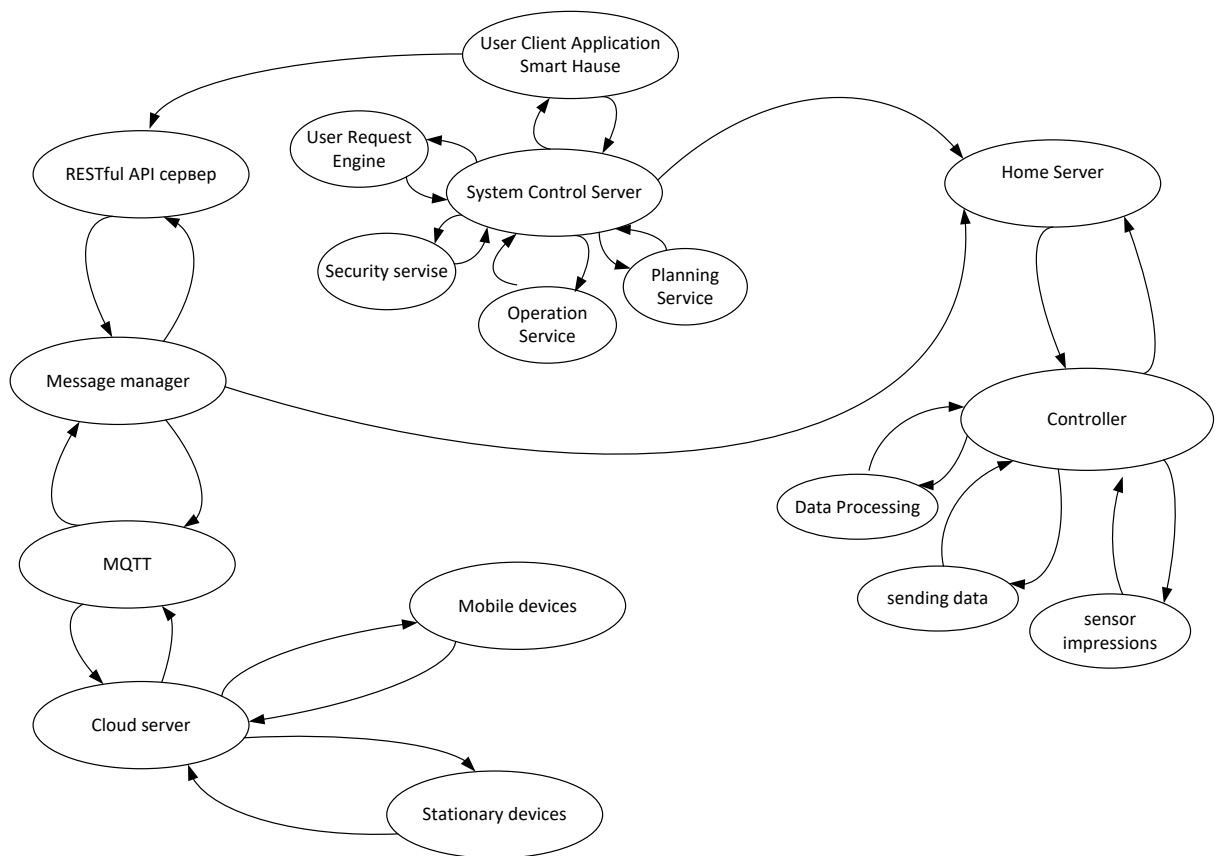 User Client Application
Smart Hause
User Request
Engine
RESTful API сервер
System Control Server
Home Server
Security servise
Planning
Service
Operation
Service
Message manager
Controller
Data Processing
MQTT
sending data
Mobile devices
sensor
impressions
Cloud server
Stationary devices